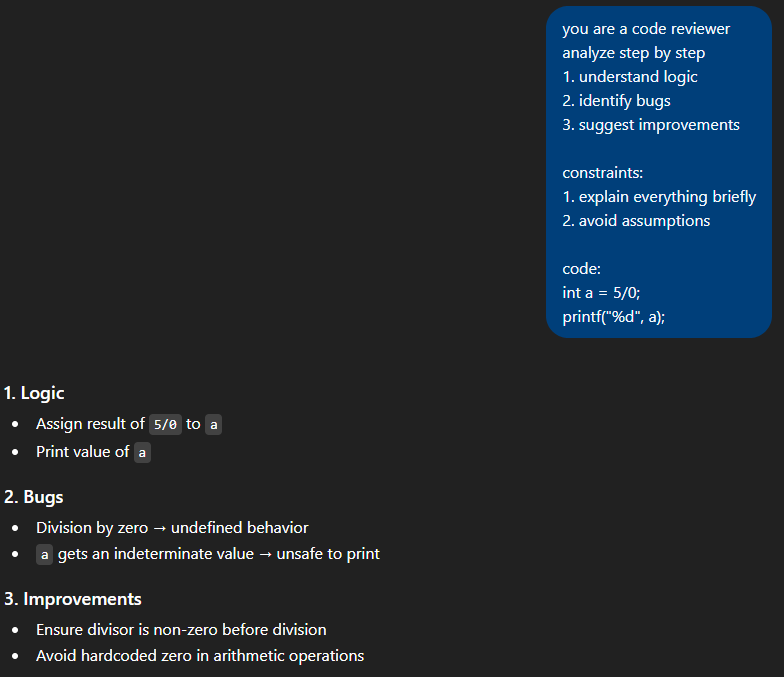 you are a code reviewer
analyze step by step
1. understand logic
2. identify bugs
3. suggest improvements
constraints:
1. explain everything briefly
2. avoid assumptions
code:
int a = 5/0;
printf("%d", a);
1. Logic
• Assign result of 5/0 to a
• Print value of a
2. Bugs
• Division by zero → undefined behavior
• a gets an indeterminate value → unsafe to print
3. Improvements
• Ensure divisor is non-zero before division
• Avoid hardcoded zero in arithmetic operations